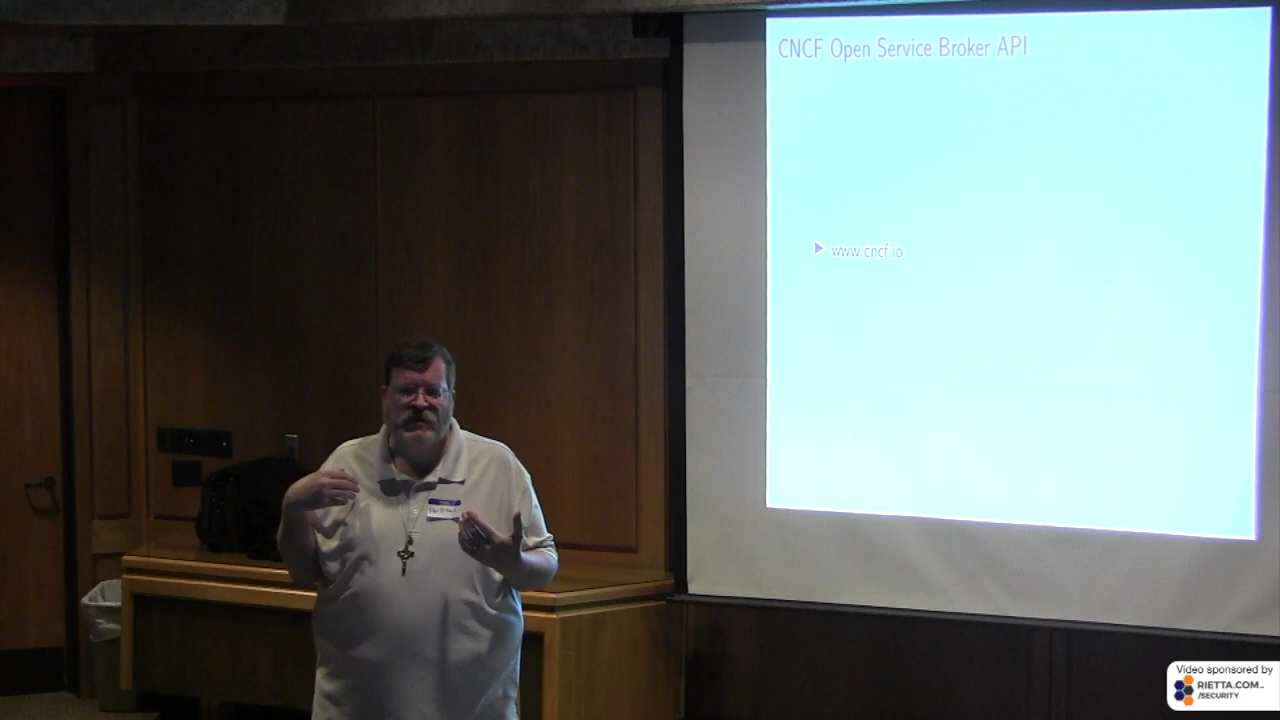 CNCF Open Service Broker API
www.cncf.io
Video sponsored by
RIETTA.COM
/SECURITY